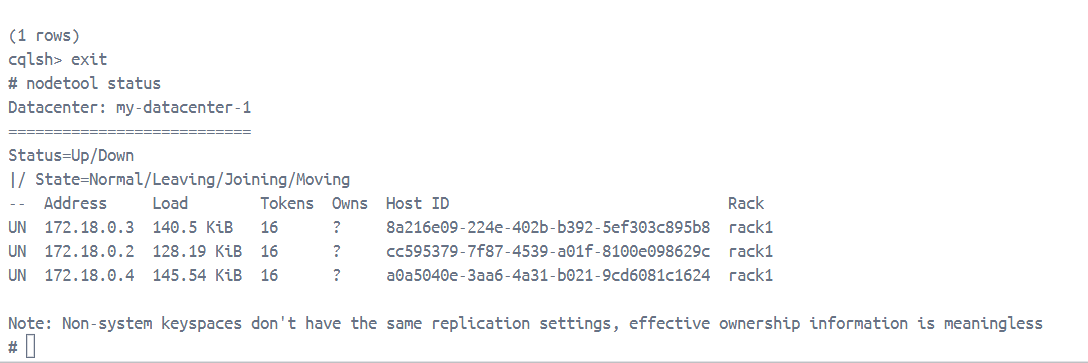 (1 rows)
cqlsh> exit
# nodetool status
Datacenter: my-datacenter-1
===========================
Status=Up/Down
|/ State=Normal/Leaving/Joining/Moving
--  Address     Load        Tokens  Owns  Host ID                               Rack
UN  172.18.0.3  140.5 KiB   16      ?     8a216e09-224e-402b-b392-5ef303c895b8  rack1
UN  172.18.0.2  128.19 KiB  16      ?     cc595379-7f87-4539-a01f-8100e098629c  rack1
UN  172.18.0.4  145.54 KiB  16      ?     a0a5040e-3aa6-4a31-b021-9cd6081c1624  rack1
Note: Non-system keyspaces don't have the same replication settings, effective ownership information is meaningless
#